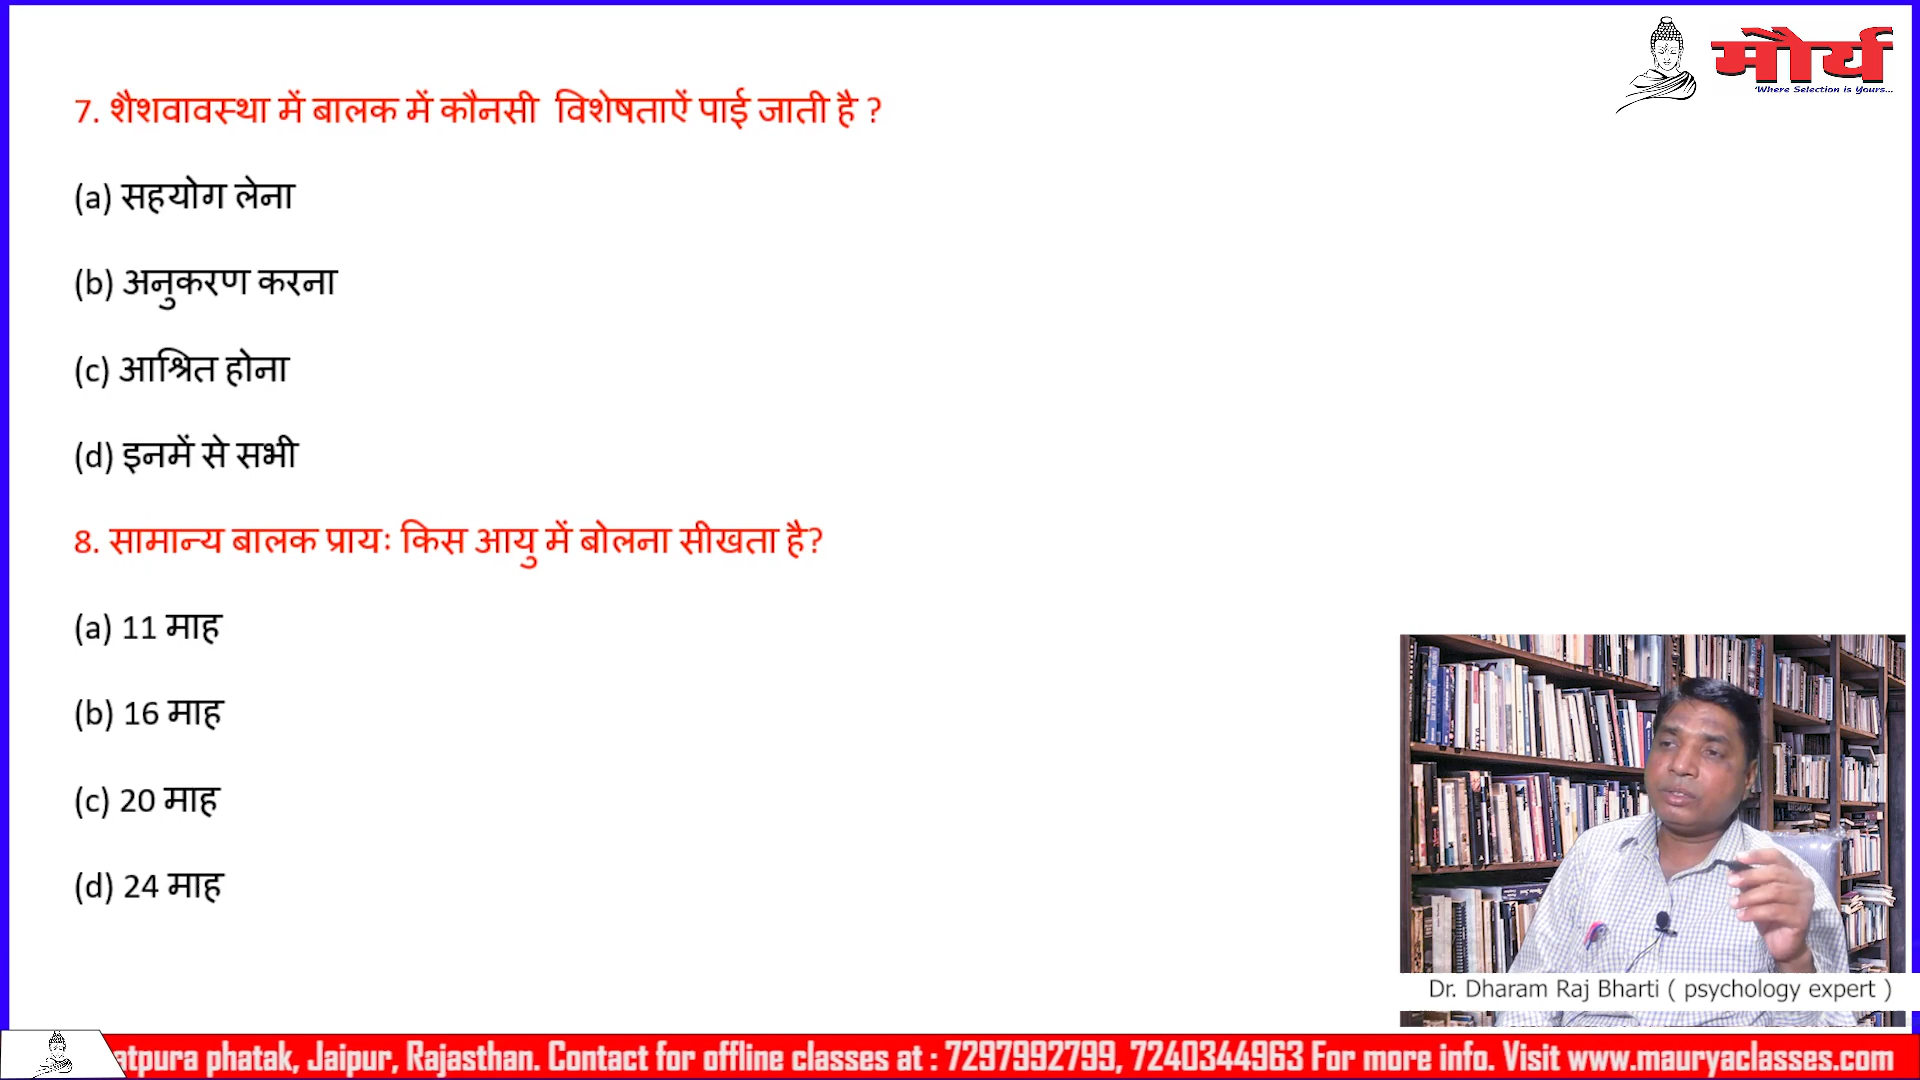 मौर्य
'Where Selection is Yours...
7. शैशवावस्था में बालक में कौनसी विशेषताऐं पाई जाती है ?
(a) सहयोग लेना
(b) अनुकरण करना
(c) आश्रित होना
(d) इनमें से सभी
8. सामान्य बालक प्रायः किस आयु में बोलना सीखता है?
(a) 11 माह
(b) 16 माह
(c) 20 माह
(d) 24 माह
Dr. Dharam Raj Bharti ( psychology expert )
atpura phatak, Jaipur, Rajasthan. Contact for offline classes at : 7297992799, 7240344963 For more info. Visit www.mauryaclasses.com